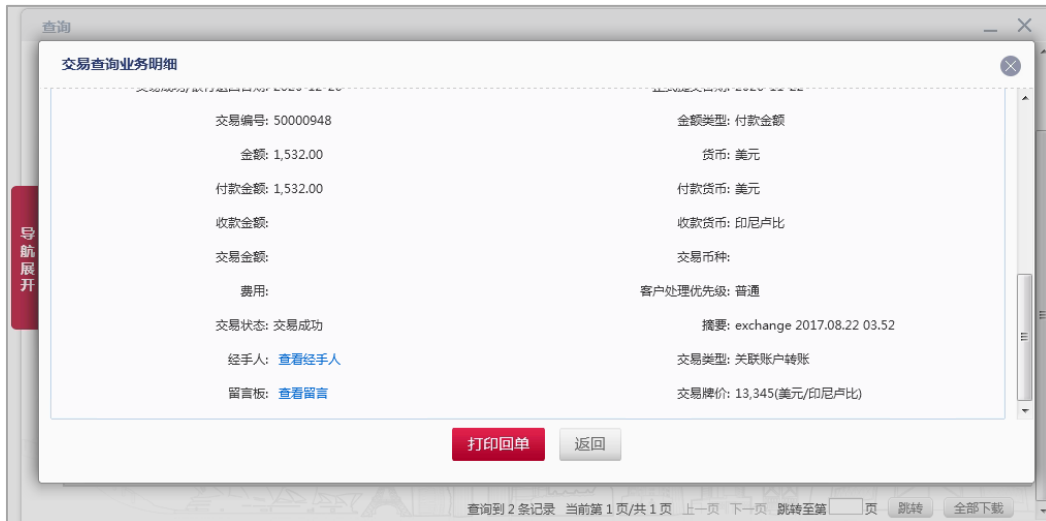 查询
交易查询业务明细
交易编号: 50000948 金额类型: 付款金额
金额: 1,532.00 货币: 美元
付款金额: 1,532.00 付款货币: 美元
收款金额: 收款货币: 印尼卢比
交易金额: 交易币种:
费用: 客户处理优先级: 普通
交易状态: 交易成功 摘要: exchange 2017.08.22 03.52
经手人: 查看经手人 交易类型: 关联账户转账
留言板: 查看留言 交易牌价: 13,345(美元/印尼卢比)
打印回单 返回
导航展开
查询到 2 条记录 当前第 1 页/共 1 页 上一页 下一页 跳转至第 页 跳转 全部下载